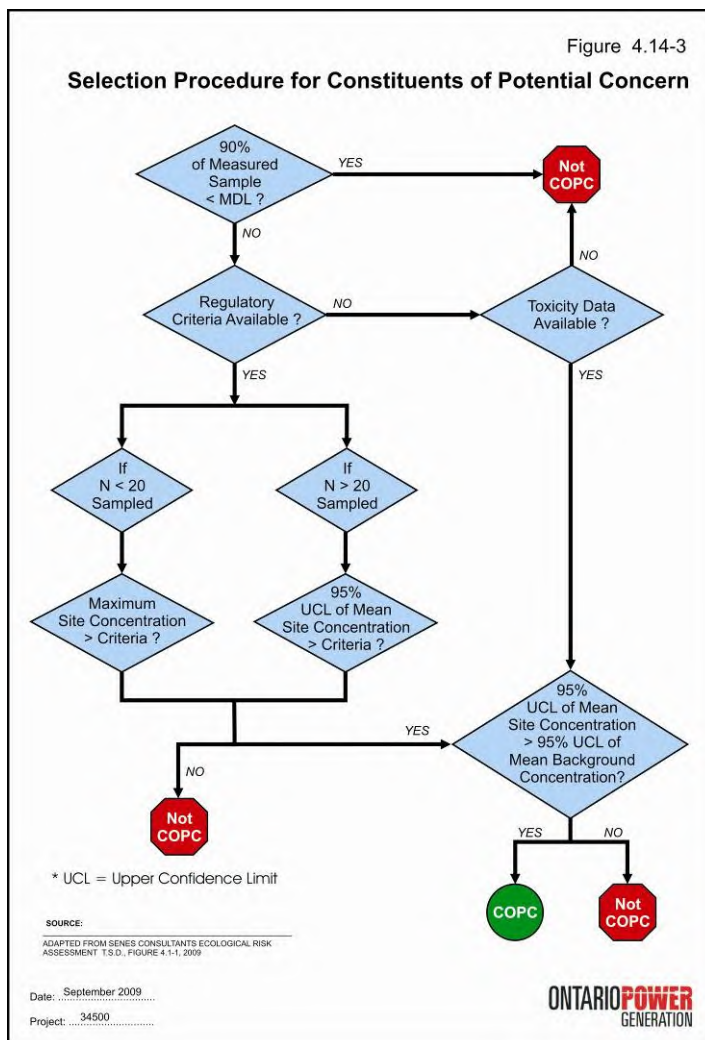 Figure 4.14-3
Selection Procedure for Constituents of Potential Concern
90%
of Measured
Sample
< MDL ?
YES
Not
COPC
NO
NO
Regulatory
Criteria Available ?
NO
Toxicity Data
Available ?
YES
YES
If
N < 20
Sampled
If
N > 20
Sampled
Maximum
Site Concentration
> Criteria ?
95%
UCL of Mean
Site Concentration
> Criteria ?
95%
UCL of Mean
Site Concentration
> 95% UCL of
Mean Background
Concentration?
YES
NO
Not
COPC
YES
NO
COPC
Not
COPC
* UCL = Upper Confidence Limit
SOURCE:
ADAPTED FROM SENES CONSULTANTS ECOLOGICAL RISK
ASSESSMENT T.S.D., FIGURE 4.1-1, 2009
Date: September 2009
Project: 34500
ONTARIOPOWER
GENERATION